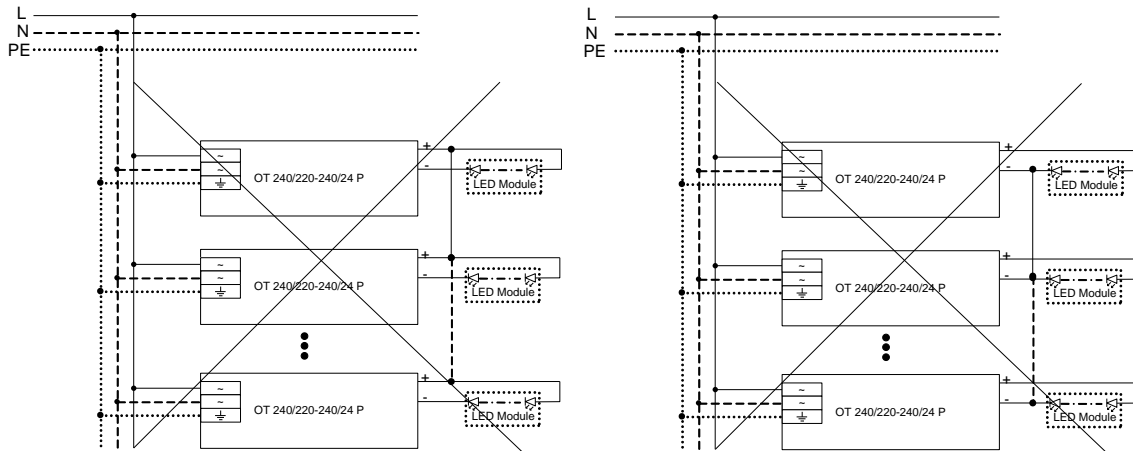 L
N
PE
~
~
OT 240/220-240/24 P
+
-
LED Module
~
~
OT 240/220-240/24 P
+
-
LED Module
~
~
OT 240/220-240/24 P
+
-
LED Module
L
N
PE
~
~
OT 240/220-240/24 P
+
-
LED Module
~
~
OT 240/220-240/24 P
+
-
LED Module
~
~
OT 240/220-240/24 P
+
-
LED Module